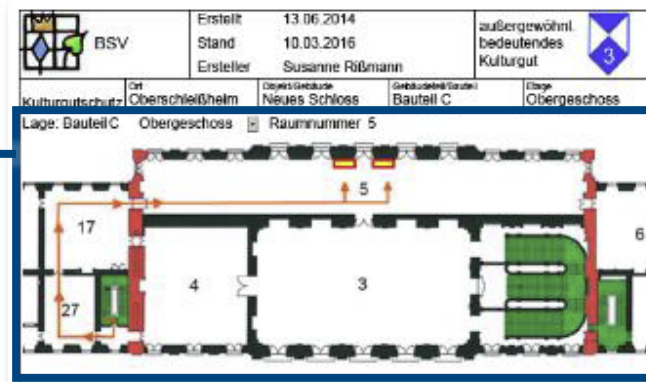 BSV
Erstellt 13.06.2014
Stand 10.03.2016
Ersteller Susanne Rißmann
außergewöhnl.
bedeutendes
Kulturgut
3
Kulturgutschutz
Ort
Oberschleißheim
Objekt/Gebäude
Neues Schloss
Gebäudeteil/Bauteil
Bauteil C
Etage
Obergeschoss
Lage: Bauteil C Obergeschoss Raumnummer 5
5
17
6
4
3
27